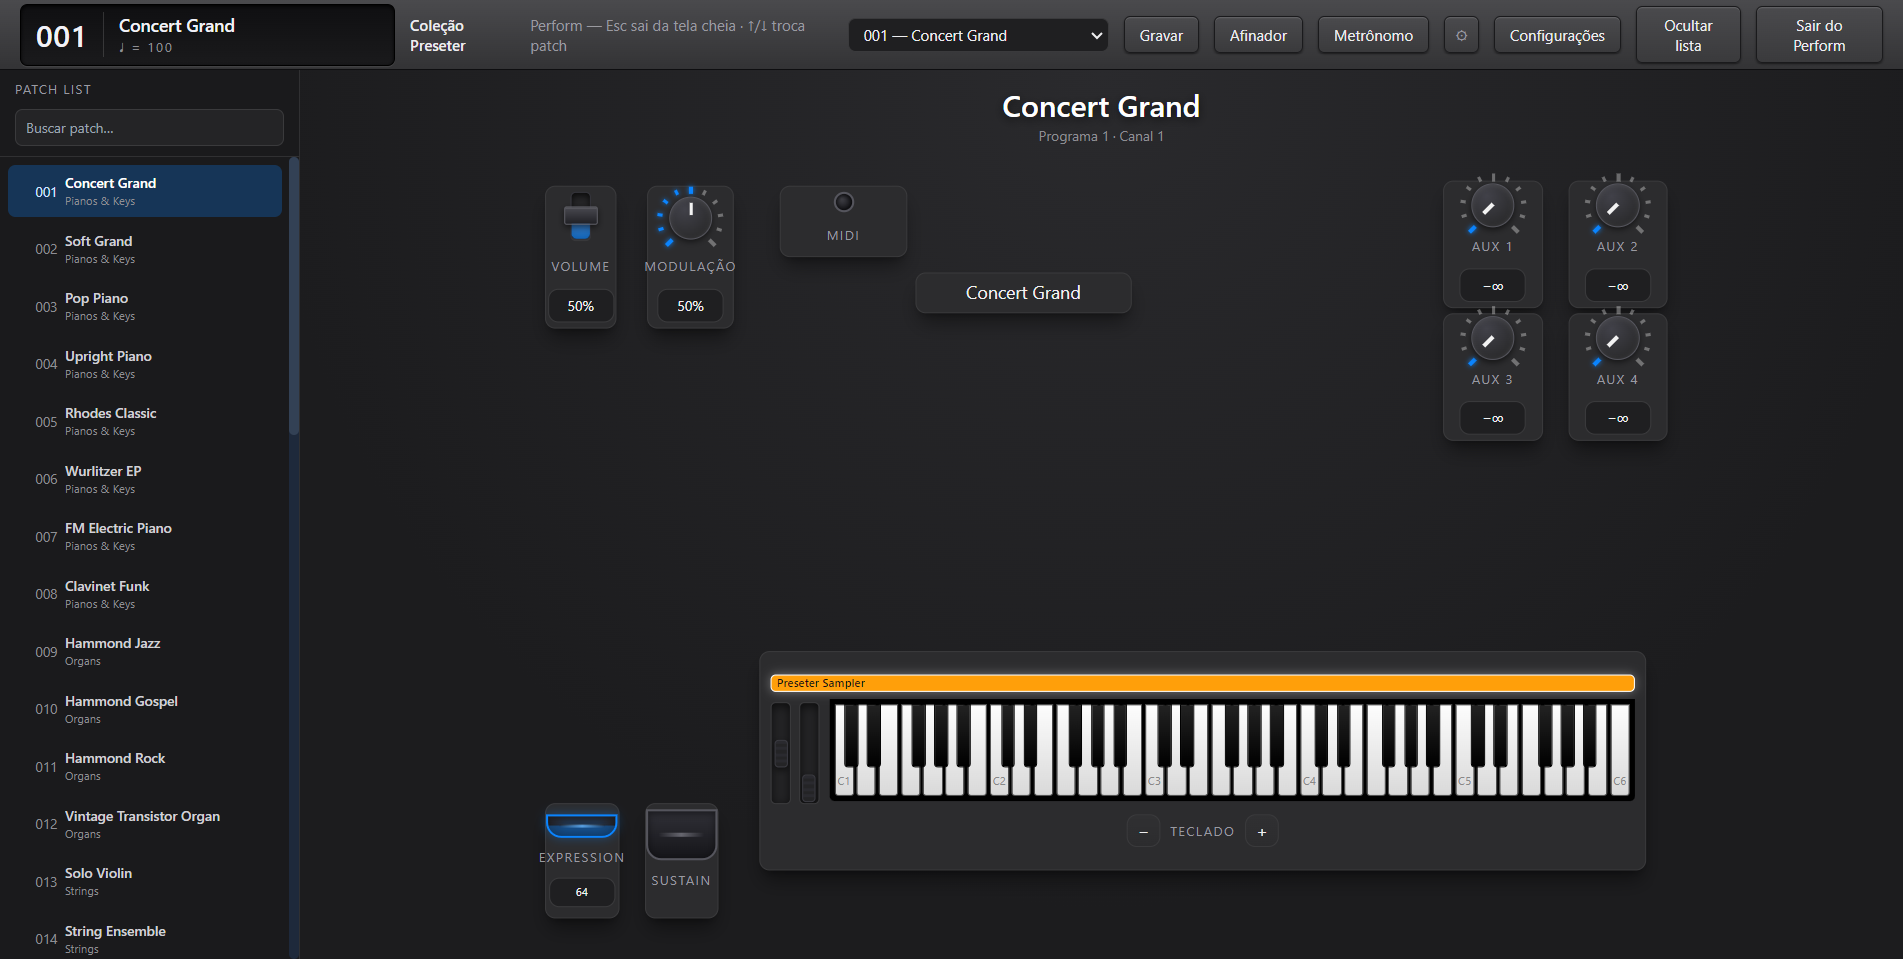 001
Concert Grand
♩ = 100
Coleção
Preseter
Perform — Esc sai da tela cheia · ↑/↓ troca
patch
001 — Concert Grand
Gravar
Afinador
Metrônomo
⚙
Configurações
Ocultar
lista
Sair do
Perform
PATCH LIST
Buscar patch...
001 Concert Grand
Pianos & Keys
002 Soft Grand
Pianos & Keys
003 Pop Piano
Pianos & Keys
004 Upright Piano
Pianos & Keys
005 Rhodes Classic
Pianos & Keys
006 Wurlitzer EP
Pianos & Keys
007 FM Electric Piano
Pianos & Keys
008 Clavinet Funk
Pianos & Keys
009 Hammond Jazz
Organs
010 Hammond Gospel
Organs
011 Hammond Rock
Organs
012 Vintage Transistor Organ
Organs
013 Solo Violin
Strings
014 String Ensemble
Strings
Concert Grand
Programa 1 · Canal 1
VOLUME
50%
MODULAÇÃO
50%
MIDI
Concert Grand
AUX 1
−∞
AUX 2
−∞
AUX 3
−∞
AUX 4
−∞
Preseter Sampler
C1 C2 C3 C4 C5 C6
− TECLADO +
EXPRESSION
64
SUSTAIN